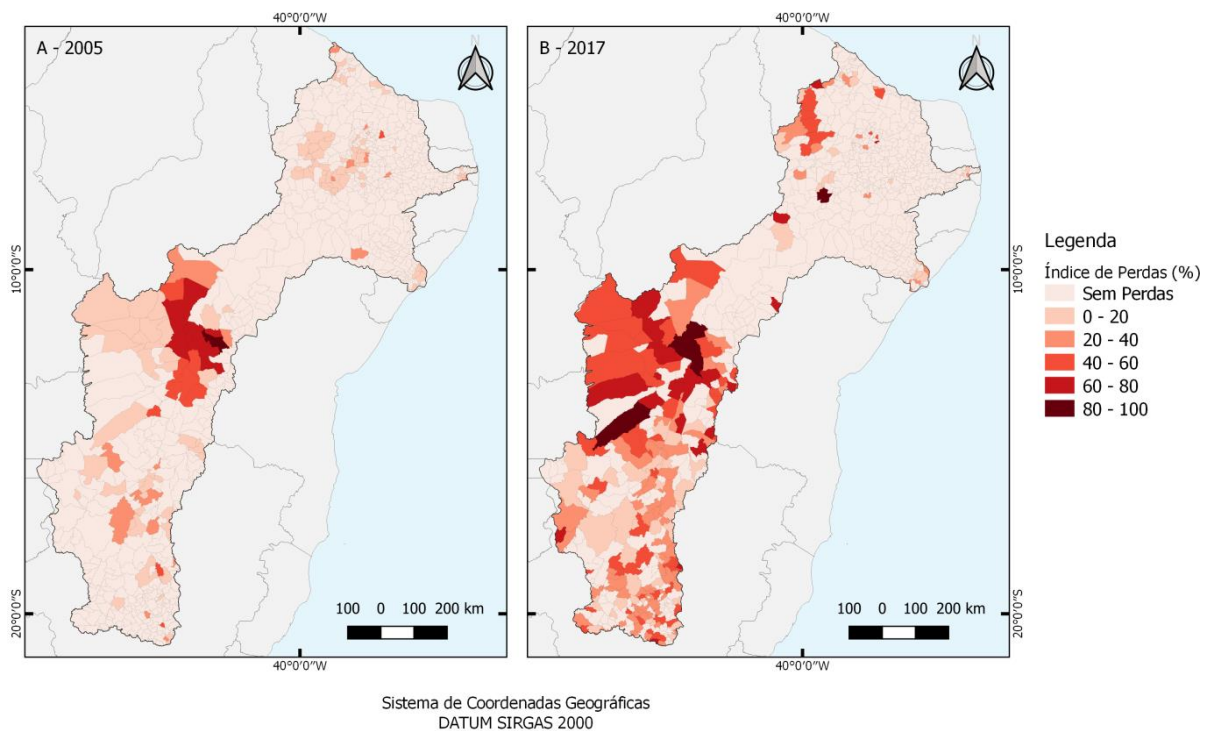 40°0'0"W
40°0'0"W
A - 2005
N
B - 2017
N
10°0'0"S
10°0'0"S
20°0'0"S
20°0'0"S
100 0 100 200 km
100 0 100 200 km
40°0'0"W
40°0'0"W
Legenda
Índice de Perdas (%)
Sem Perdas
0 - 20
20 - 40
40 - 60
60 - 80
80 - 100
Sistema de Coordenadas Geográficas
DATUM SIRGAS 2000